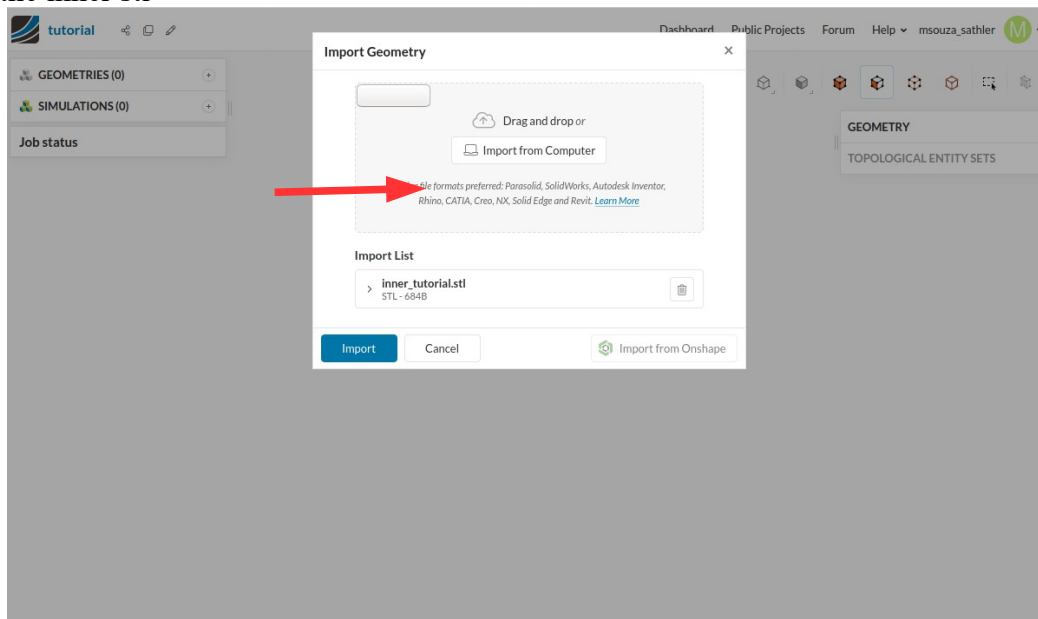 tutorial
Dashboard Public Projects Forum Help msouza_sathler M
Import Geometry
GEOMETRIES (0)
SIMULATIONS (0)
Job status
Drag and drop or
Import from Computer
file formats preferred: Parasolid, SolidWorks, Autodesk Inventor,
Rhino, CATIA, Creo, NX, Solid Edge and Revit. Learn More
GEOMETRY
TOPOLOGICAL ENTITY SETS
Import List
inner_tutorial.stl
STL - 684B
Import Cancel Import from Onshape